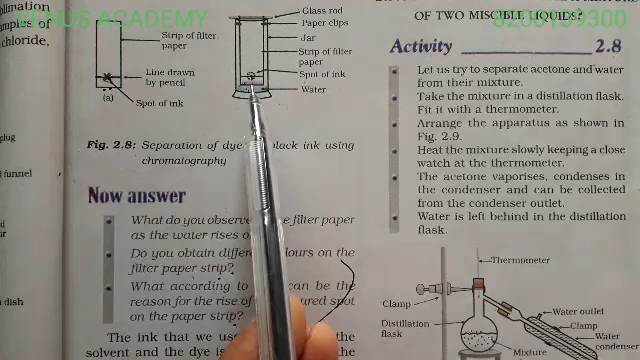 VENUS ACADEMY
8200139300
plimation
mples of
chloride,
plug
d funnel
n dish
Strip of filter
paper
Line drawn
by pencil
Spot of ink
(a)
Glass rod
Paper clips
Jar
Strip of filter
paper
Spot of ink
Water
Fig. 2.8: Separation of black ink using
chromatography
Now answer
What do you observe filter paper
as the water rises
Do you obtain colours on the
filter paper strip?
What according to can be the
reason for the rise of spot
on the paper strip?
The ink that we the
solvent and the dye is the
OF TWO MISCIBLE LIQUIDS?
Activity 2.8
Let us try to separate acetone and water
from their mixture.
Take the mixture in a distillation flask.
Fit it with a thermometer.
Arrange the apparatus as shown in
Fig. 2.9.
Heat the mixture slowly keeping a close
watch at the thermometer.
The acetone vaporises, condenses in
the condenser and can be collected
from the condenser outlet.
Water is left behind in the distillation
flask.
Thermometer
Clamp
Distillation
flask
Water outlet
Clamp
Water
condenser
Mixture